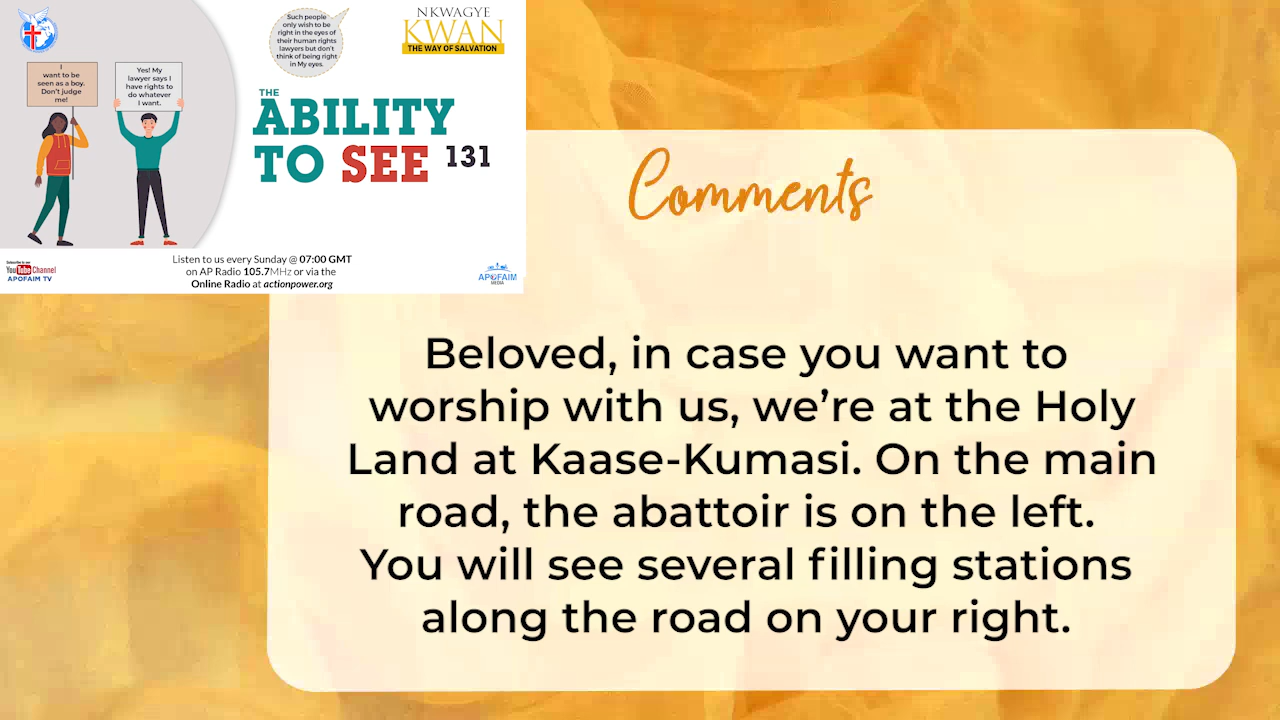 Such people
only wish to be
right in the eyes of
their human rights
lawyers but don't
think of being right
in My eyes.
NKWAGYE
KWAN
THE WAY OF SALVATION
I
want to be
seen as a boy.
Don't judge
me!
Yes! My
lawyer says I
have rights to
do whatever
I want.
THE
ABILITY
TO SEE 131
Listen to us every Sunday @ 07:00 GMT
on AP Radio 105.7MHz or via the
Online Radio at actionpower.org
Subscribe to our
YouTube Channel
APOFAIM TV
APOFAIM
MEDIA
Comments
Beloved, in case you want to
worship with us, we're at the Holy
Land at Kaase-Kumasi. On the main
road, the abattoir is on the left.
You will see several filling stations
along the road on your right.